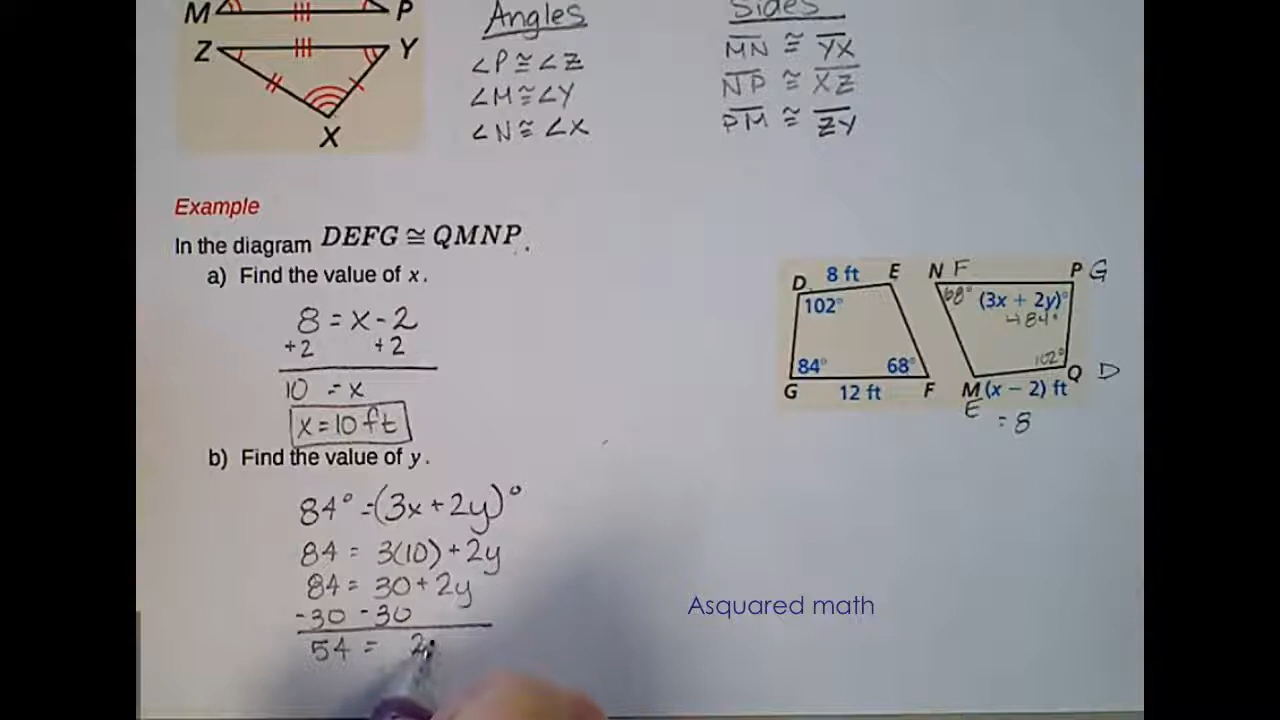 M P
Angles
Sides
Z Y
X
∠P ≅ ∠Z
∠M ≅ ∠Y
∠N ≅ ∠X
MN ≅ YX
NP ≅ XZ
PM ≅ ZY
Example
In the diagram DEFG ≅ QMNP.
a) Find the value of x.
8 = x - 2
+2 +2
10 = x
x = 10 ft
b) Find the value of y.
84° = (3x + 2y)°
84 = 3(10) + 2y
84 = 30 + 2y
-30 -30
54 = 2
D 8 ft E
102°
84° 68°
G 12 ft F
N F P G
68° (3x + 2y)°
84°
102°
M (x − 2) ft Q D
E = 8
Asquared math